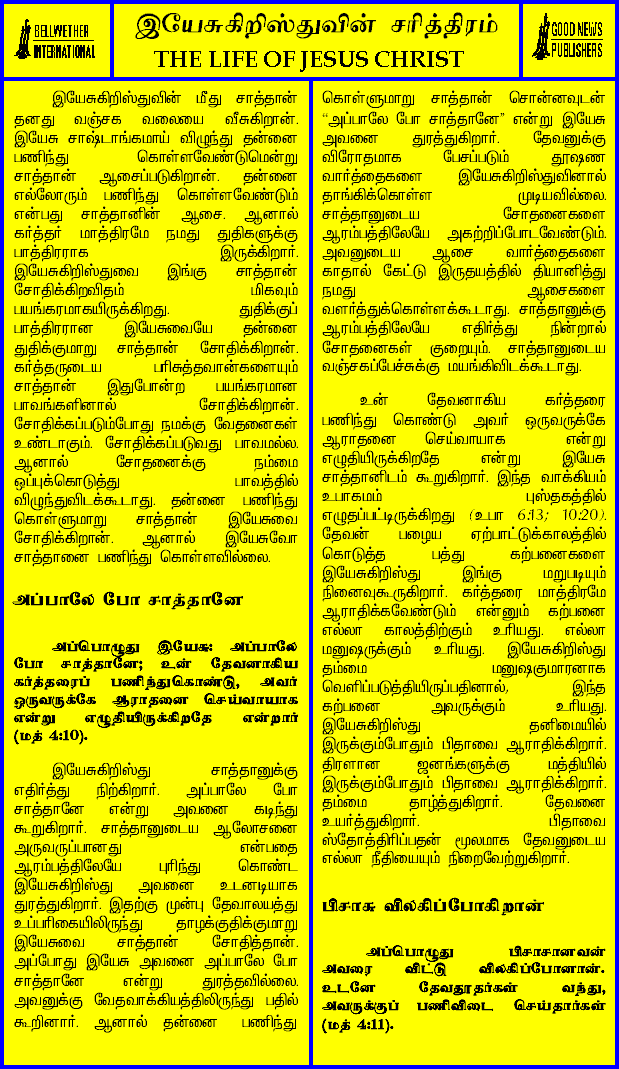 BELLWETHER
INTERNATIONAL
இயேசுகிறிஸ்துவின் சரித்திரம்
THE LIFE OF JESUS CHRIST
GOOD NEWS
PUBLISHERS
இயேசுகிறிஸ்துவின் மீது சாத்தான்
தனது வஞ்சக வலையை வீசுகிறான்.
இயேசு சாஷ்டாங்கமாய் விழுந்து தன்னை
பணிந்து கொள்ளவேண்டுமென்று
சாத்தான் ஆசைப்படுகிறான். தன்னை
எல்லோரும் பணிந்து கொள்ளவேண்டும்
என்பது சாத்தானின் ஆசை. ஆனால்
கர்த்தர் மாத்திரமே நமது துதிகளுக்கு
பாத்திரராக இருக்கிறார்.
இயேசுகிறிஸ்துவை இங்கு சாத்தான்
சோதிக்கிறவிதம் மிகவும்
பயங்கரமாகயிருக்கிறது. துதிக்குப்
பாத்திரரான இயேசுவையே தன்னை
துதிக்குமாறு சாத்தான் சோதிக்கிறான்.
கர்த்தருடைய பரிசுத்தவான்களையும்
சாத்தான் இதுபோன்ற பயங்கரமான
பாவங்களினால் சோதிக்கிறான்.
சோதிக்கப்படும்போது நமக்கு வேதனைகள்
உண்டாகும். சோதிக்கப்படுவது பாவமல்ல.
ஆனால் சோதனைக்கு நம்மை
ஒப்புக்கொடுத்து பாவத்தில்
விழுந்துவிடக்கூடாது. தன்னை பணிந்து
கொள்ளுமாறு சாத்தான் இயேசுவை
சோதிக்கிறான். ஆனால் இயேசுவோ
சாத்தானை பணிந்து கொள்ளவில்லை.
அப்பாலே போ சாத்தானே
அப்பொழுது இயேசு: அப்பாலே
போ சாத்தானே; உன் தேவனாகிய
கர்த்தரைப் பணிந்துகொண்டு, அவர்
ஒருவருக்கே ஆராதனை செய்வாயாக
என்று எழுதியிருக்கிறதே என்றார்
(மத் 4:10).
இயேசுகிறிஸ்து சாத்தானுக்கு
எதிர்த்து நிற்கிறார். அப்பாலே போ
சாத்தானே என்று அவனை கடிந்து
கூறுகிறார். சாத்தானுடைய ஆலோசனை
அருவருப்பானது என்பதை
ஆரம்பத்திலேயே புரிந்து கொண்ட
இயேசுகிறிஸ்து அவனை உடனடியாக
துரத்துகிறார். இதற்கு முன்பு தேவாலயத்து
உப்பரிகையிலிருந்து தாழக்குதிக்குமாறு
இயேசுவை சாத்தான் சோதித்தான்.
அப்போது இயேசு அவனை அப்பாலே போ
சாத்தானே என்று துரத்தவில்லை.
அவனுக்கு வேதவாக்கியத்திலிருந்து பதில்
கூறினார். ஆனால் தன்னை பணிந்து
கொள்ளுமாறு சாத்தான் சொன்னவுடன்
“அப்பாலே போ சாத்தானே” என்று இயேசு
அவனை துரத்துகிறார். தேவனுக்கு
விரோதமாக பேசப்படும் தூஷண
வார்த்தைகளை இயேசுகிறிஸ்துவினால்
தாங்கிக்கொள்ள முடியவில்லை.
சாத்தானுடைய சோதனைகளை
ஆரம்பத்திலேயே அகற்றிப்போடவேண்டும்.
அவனுடைய ஆசை வார்த்தைகளை
காதால் கேட்டு இருதயத்தில் தியானித்து
நமது ஆசைகளை
வளர்த்துக்கொள்ளக்கூடாது. சாத்தானுக்கு
ஆரம்பத்திலேயே எதிர்த்து நின்றால்
சோதனைகள் குறையும். சாத்தானுடைய
வஞ்சகப்பேச்சுக்கு மயங்கிவிடக்கூடாது.
உன் தேவனாகிய கர்த்தரை
பணிந்து கொண்டு அவர் ஒருவருக்கே
ஆராதனை செய்வாயாக என்று
எழுதியிருக்கிறதே என்று இயேசு
சாத்தானிடம் கூறுகிறார். இந்த வாக்கியம்
உபாகமம் புஸ்தகத்தில்
எழுதப்பட்டிருக்கிறது (உபா 6:13; 10:20).
தேவன் பழைய ஏற்பாட்டுக்காலத்தில்
கொடுத்த பத்து கற்பனைகளை
இயேசுகிறிஸ்து இங்கு மறுபடியும்
நினைவுகூருகிறார். கர்த்தரை மாத்திரமே
ஆராதிக்கவேண்டும் என்னும் கற்பனை
எல்லா காலத்திற்கும் உரியது. எல்லா
மனுஷருக்கும் உரியது. இயேசுகிறிஸ்து
தம்மை மனுஷகுமாரனாக
வெளிப்படுத்தியிருப்பதினால், இந்த
கற்பனை அவருக்கும் உரியது.
இயேசுகிறிஸ்து தனிமையில்
இருக்கும்போதும் பிதாவை ஆராதிக்கிறார்.
திரளான ஜனங்களுக்கு மத்தியில்
இருக்கும்போதும் பிதாவை ஆராதிக்கிறார்.
தம்மை தாழ்த்துகிறார். தேவனை
உயர்த்துகிறார். பிதாவை
ஸ்தோத்திரிப்பதன் மூலமாக தேவனுடைய
எல்லா நீதியையும் நிறைவேற்றுகிறார்.
பிசாசு விலகிப்போகிறான்
அப்பொழுது பிசாசானவன்
அவரை விட்டு விலகிப்போனான்.
உடனே தேவதூதர்கள் வந்து,
அவருக்குப் பணிவிடை செய்தார்கள்
(மத் 4:11).